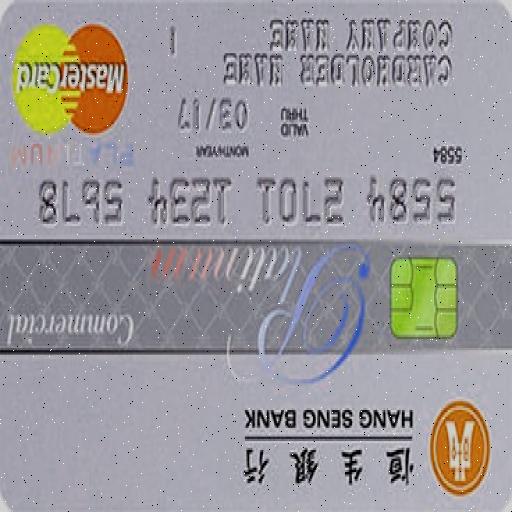 恒生銀行
HANG SENG BANK
Platinum
Commercial
5584 2701 1234 5678
5584
MONTH/YEAR
PLATINUM
VALID THRU 03/17
CARDHOLDER NAME
COMPANY NAME
MasterCard